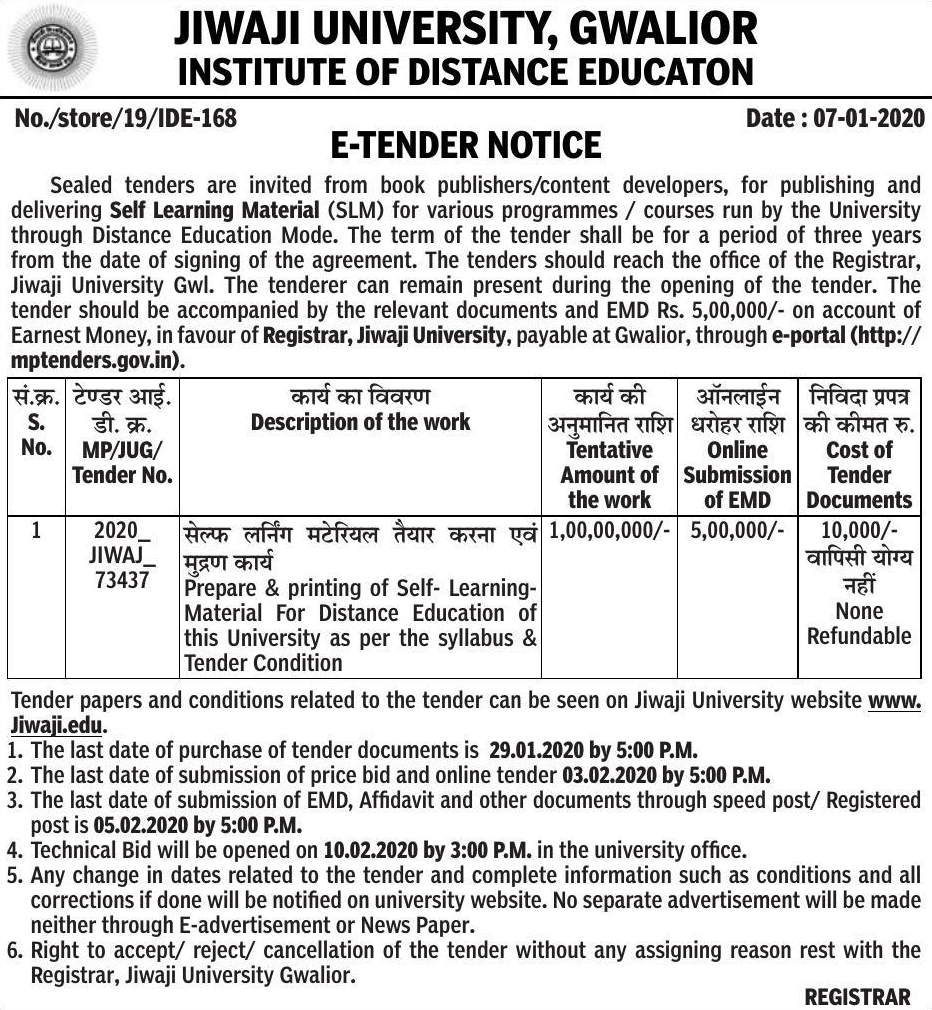 JIWAJI UNIVERSITY, GWALIOR
INSTITUTE OF DISTANCE EDUCATON
No./store/19/IDE-168
Date : 07-01-2020
E-TENDER NOTICE
Sealed tenders are invited from book publishers/content developers, for publishing and
delivering Self Learning Material (SLM) for various programmes / courses run by the University
through Distance Education Mode. The term of the tender shall be for a period of three years
from the date of signing of the agreement. The tenders should reach the office of the Registrar,
Jiwaji University Gwl. The tenderer can remain present during the opening of the tender. The
tender should be accompanied by the relevant documents and EMD Rs. 5,00,000/- on account of
Earnest Money, in favour of Registrar, Jiwaji University, payable at Gwalior, through e-portal (http://
mptenders.gov.in).
सं.क्र.
S.
No.
टेण्डर आई.
डी. क्र.
MP/JUG/
Tender No.
कार्य का विवरण
Description of the work
कार्य की
अनुमानित राशि
Tentative
Amount of
the work
ऑनलाईन
धरोहर राशि
Online
Submission
of EMD
निविदा प्रपत्र
की कीमत रु.
Cost of
Tender
Documents
1
2020_
JIWAJ_
73437
सेल्फ लर्निंग मटेरियल तैयार करना एवं
मुद्रण कार्य
Prepare & printing of Self- Learning-
Material For Distance Education of
this University as per the syllabus &
Tender Condition
1,00,00,000/-
5,00,000/-
10,000/-
वापिसी योग्य
नहीं
None
Refundable
Tender papers and conditions related to the tender can be seen on Jiwaji University website www.
Jiwaji.edu.
1. The last date of purchase of tender documents is 29.01.2020 by 5:00 P.M.
2. The last date of submission of price bid and online tender 03.02.2020 by 5:00 P.M.
3. The last date of submission of EMD, Affidavit and other documents through speed post/ Registered
post is 05.02.2020 by 5:00 P.M.
4. Technical Bid will be opened on 10.02.2020 by 3:00 P.M. in the university office.
5. Any change in dates related to the tender and complete information such as conditions and all
corrections if done will be notified on university website. No separate advertisement will be made
neither through E-advertisement or News Paper.
6. Right to accept/ reject/ cancellation of the tender without any assigning reason rest with the
Registrar, Jiwaji University Gwalior.
REGISTRAR